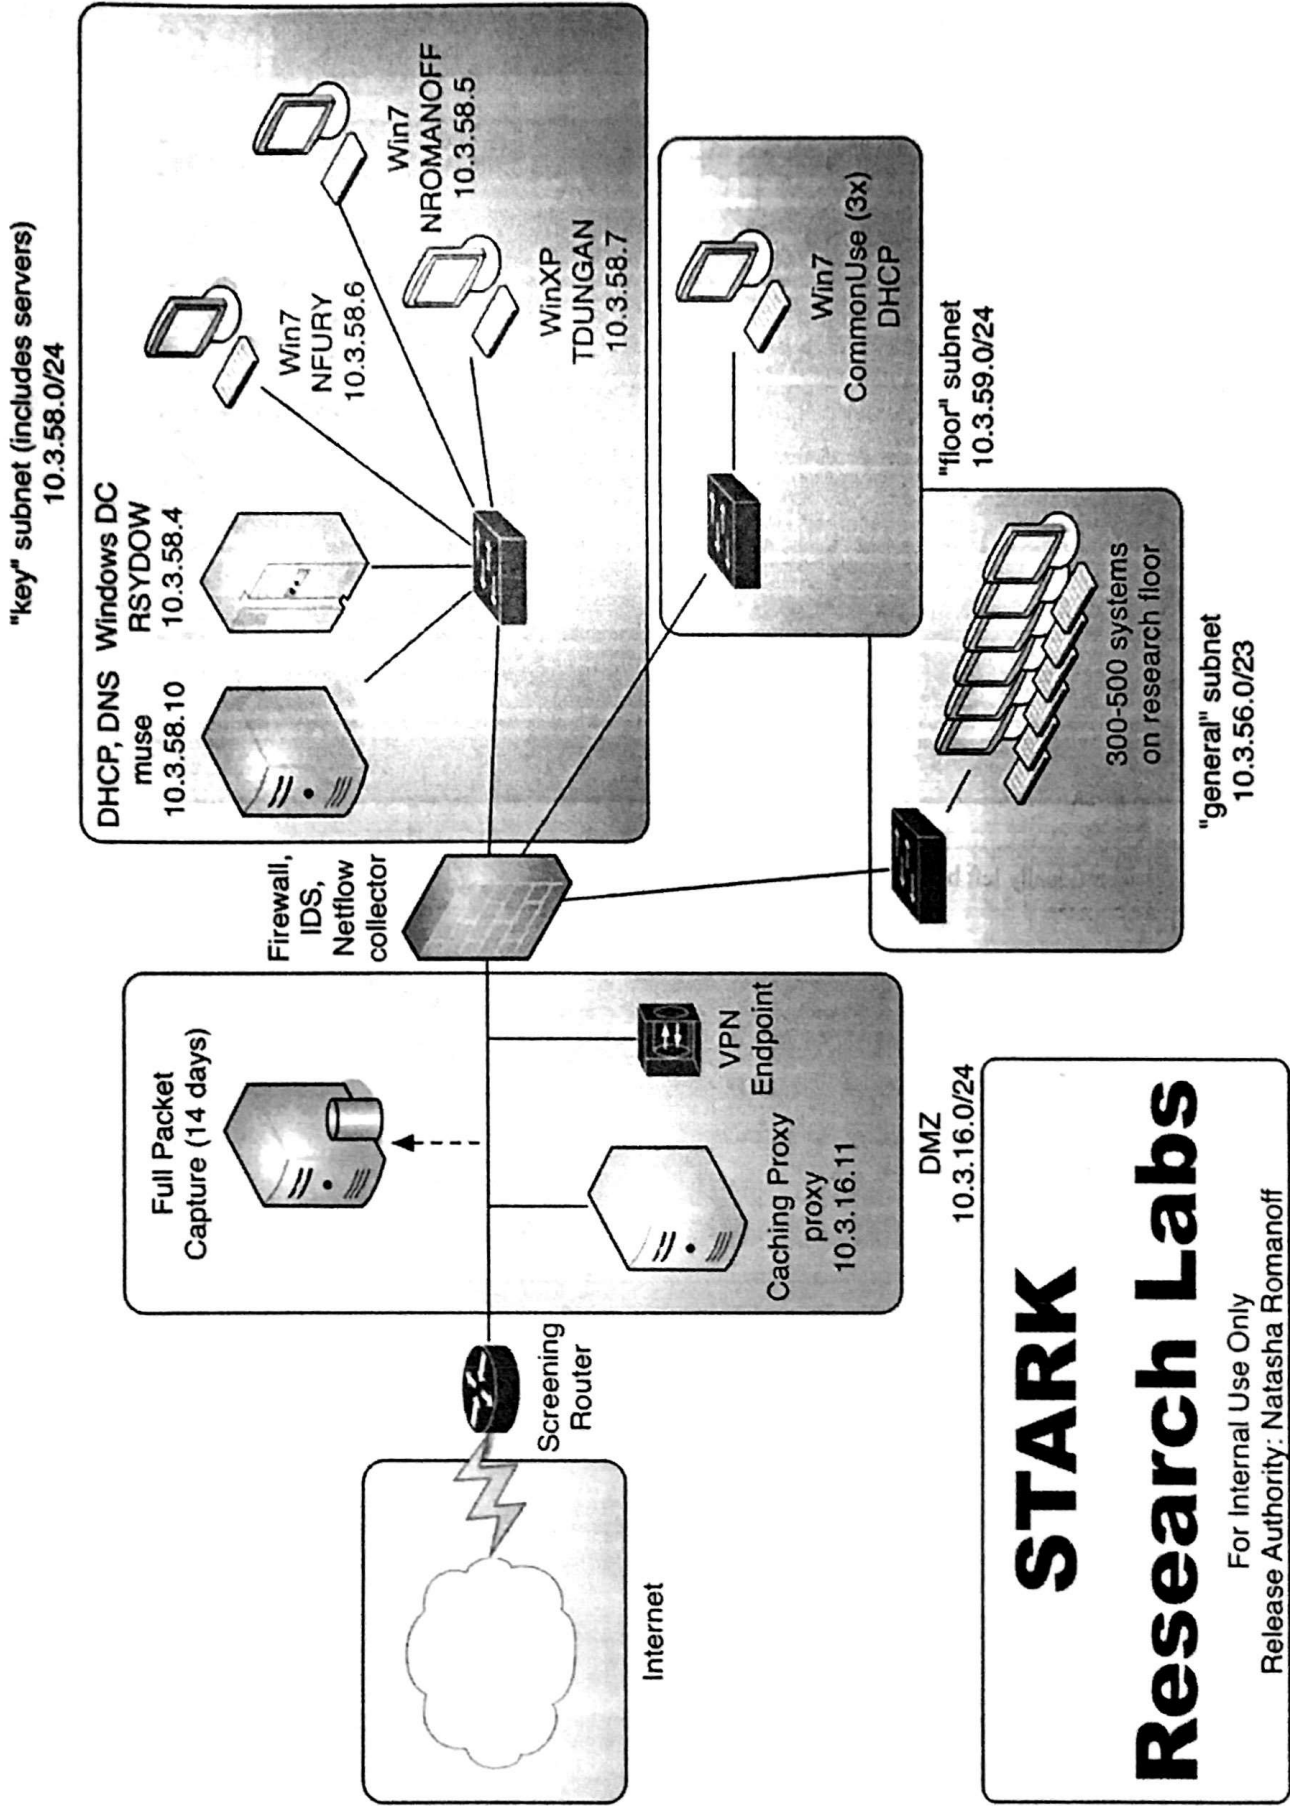 "key" subnet (includes servers)
10.3.58.0/24
DHCP, DNS
muse
10.3.58.10
Windows DC
RSYDOW
10.3.58.4
Win7
NFURY
10.3.58.6
Win7
NROMANOFF
10.3.58.5
WinXP
TDUNGAN
10.3.58.7
Firewall,
IDS,
Netflow
collector
Full Packet
Capture (14 days)
Screening
Router
Internet
Caching Proxy
proxy
10.3.16.11
VPN
Endpoint
DMZ
10.3.16.0/24
Win7
CommonUse (3x)
DHCP
"floor" subnet
10.3.59.0/24
300-500 systems
on research floor
"general" subnet
10.3.56.0/23
STARK
Research Labs
For Internal Use Only
Release Authority: Natasha Romanoff